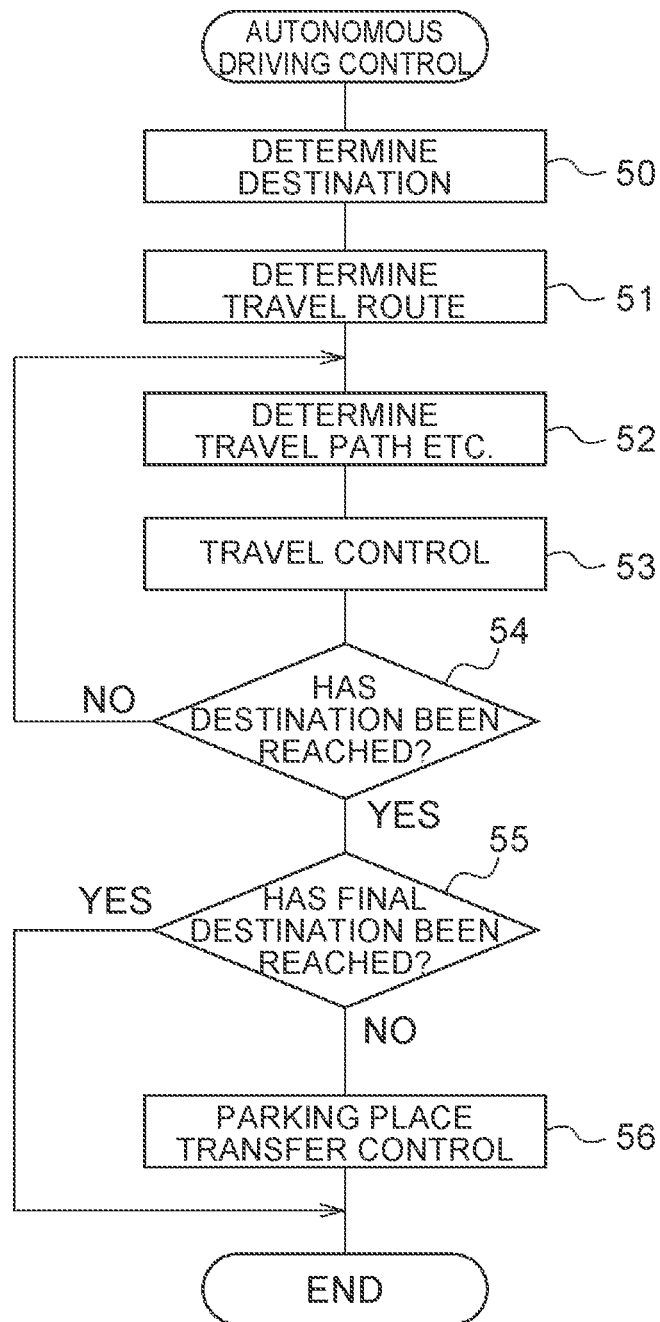 AUTONOMOUS
DRIVING CONTROL
DETERMINE
DESTINATION
50
DETERMINE
TRAVEL ROUTE
51
DETERMINE
TRAVEL PATH ETC.
52
TRAVEL CONTROL
53
54
HAS
DESTINATION BEEN
REACHED?
NO
YES
55
HAS FINAL
DESTINATION BEEN
REACHED?
YES
NO
PARKING PLACE
TRANSFER CONTROL
56
END